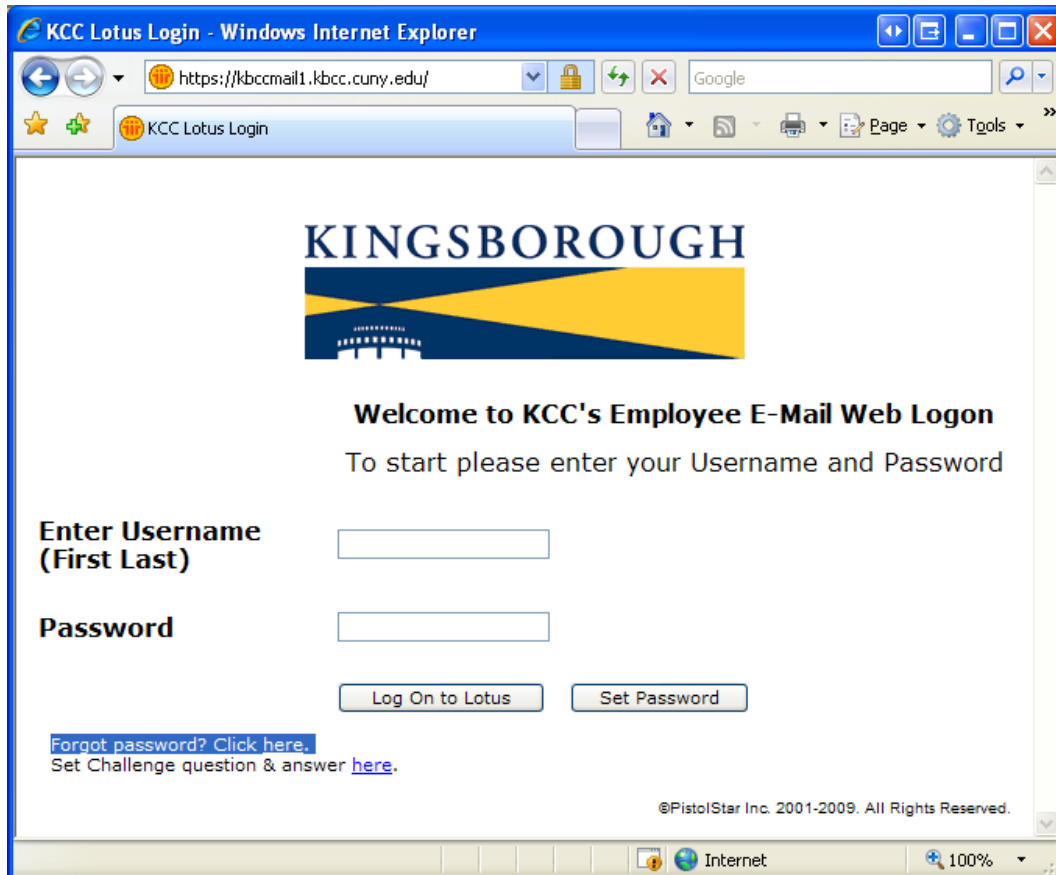 KCC Lotus Login - Windows Internet Explorer
https://kbccmail1.kbcc.cuny.edu/
Google
KCC Lotus Login
Page
Tools
»
KINGSBOROUGH
Welcome to KCC's Employee E-Mail Web Logon
To start please enter your Username and Password
Enter Username
(First Last)
Password
Log On to Lotus
Set Password
Forgot password? Click here.
Set Challenge question & answer here.
©PistolStar Inc. 2001-2009. All Rights Reserved.
Internet
100%